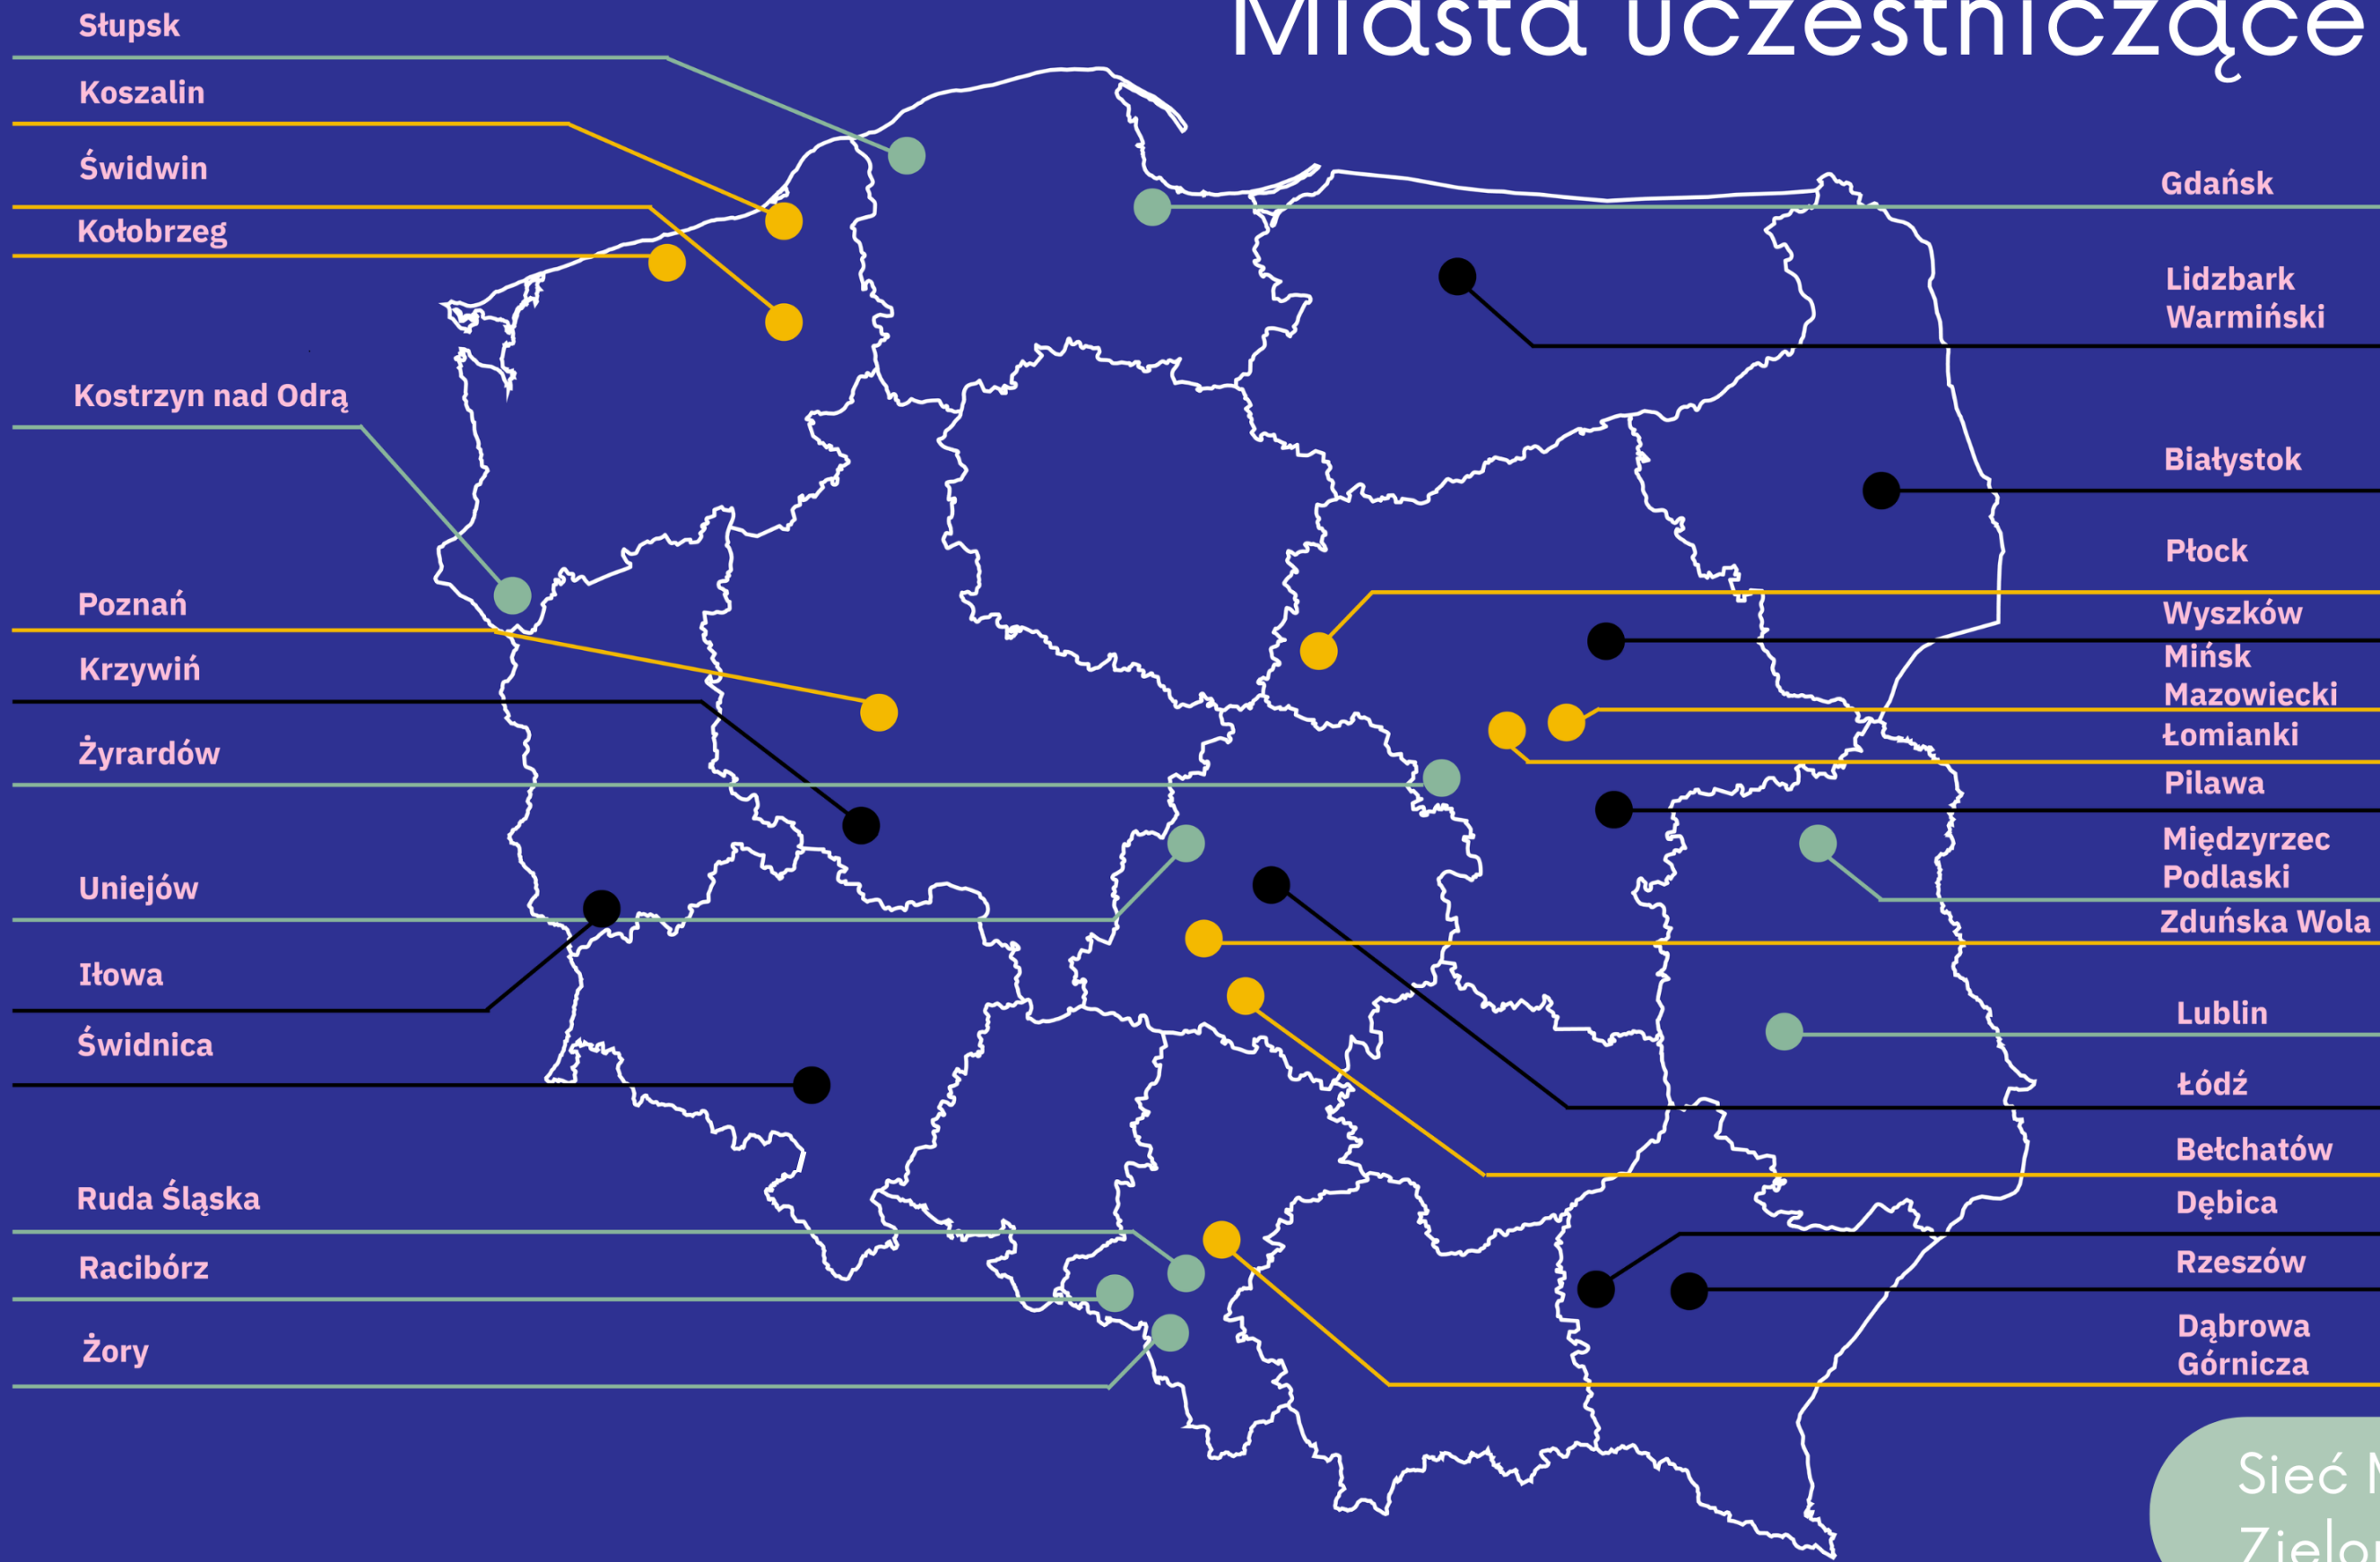 Miasta uczestniczące
Słupsk
Koszalin
Świdwin
Kołobrzeg
Kostrzyn nad Odrą
Poznań
Krzywiń
Żyrardów
Uniejów
Iłowa
Świdnica
Ruda Śląska
Racibórz
Żory
Gdańsk
Lidzbark
Warmiński
Białystok
Płock
Wyszków
Mińsk
Mazowiecki
Łomianki
Pilawa
Międzyrzec
Podlaski
Zduńska Wola
Lublin
Łódź
Bełchatów
Dębica
Rzeszów
Dąbrowa
Górnicza
Sieć